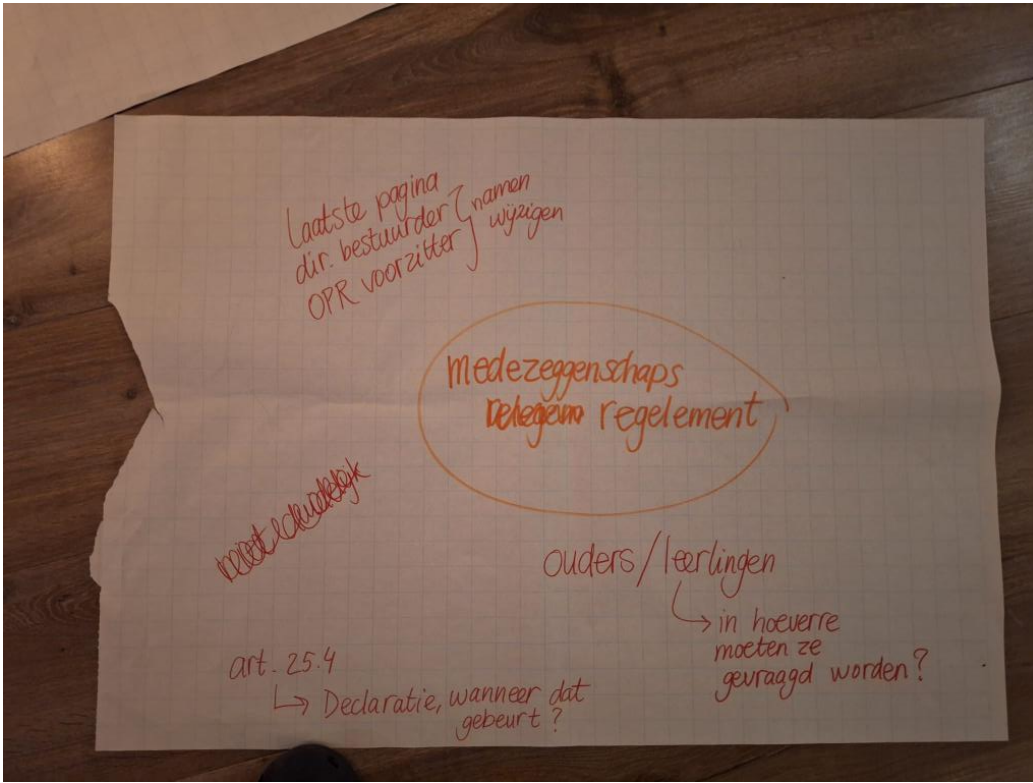 Laatste pagina
dir. bestuurder
OPR voorzitter
namen
wijzigen
medezeggenschaps
regelement
ouders/leerlingen
in hoeverre
moeten ze
gevraagd worden?
art. 25.4
Declaratie, wanneer dat
gebeurt?